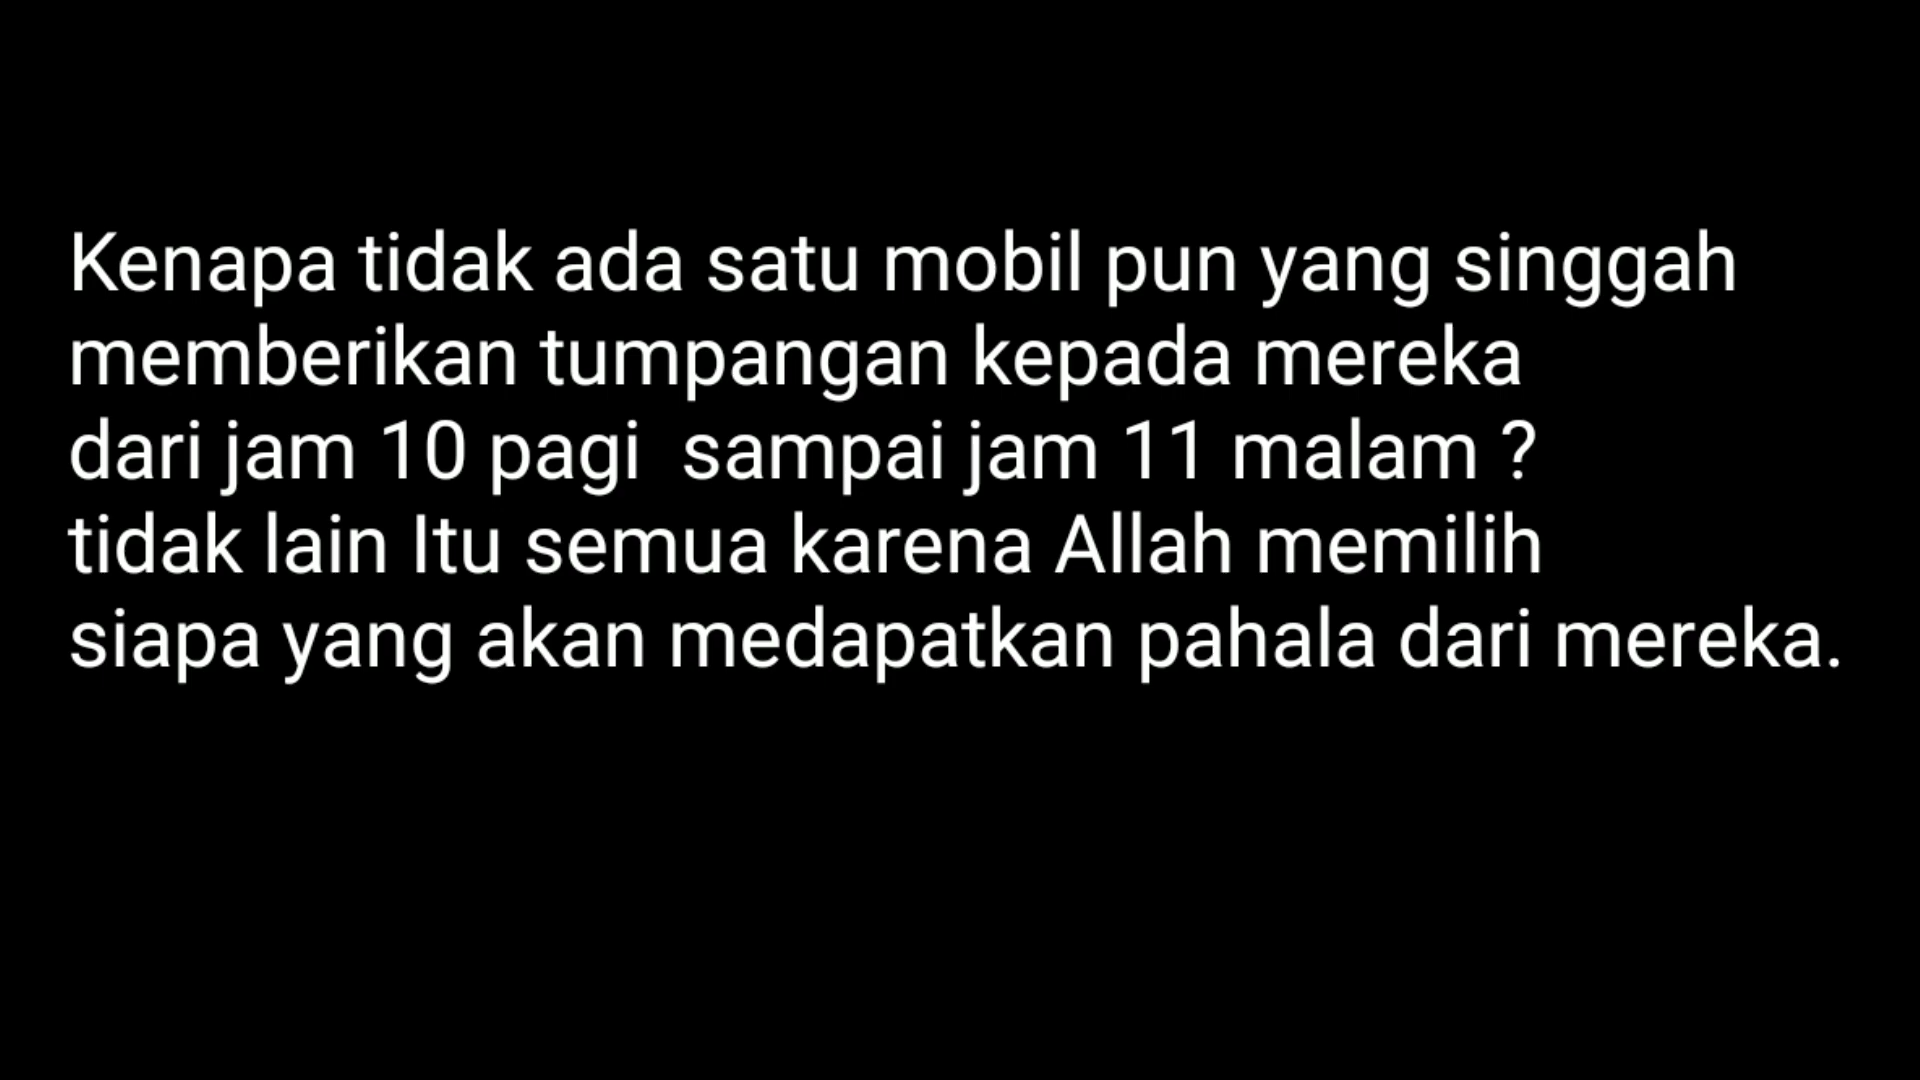 Kenapa tidak ada satu mobil pun yang singgah
memberikan tumpangan kepada mereka
dari jam 10 pagi  sampai jam 11 malam ?
tidak lain Itu semua karena Allah memilih
siapa yang akan medapatkan pahala dari mereka.